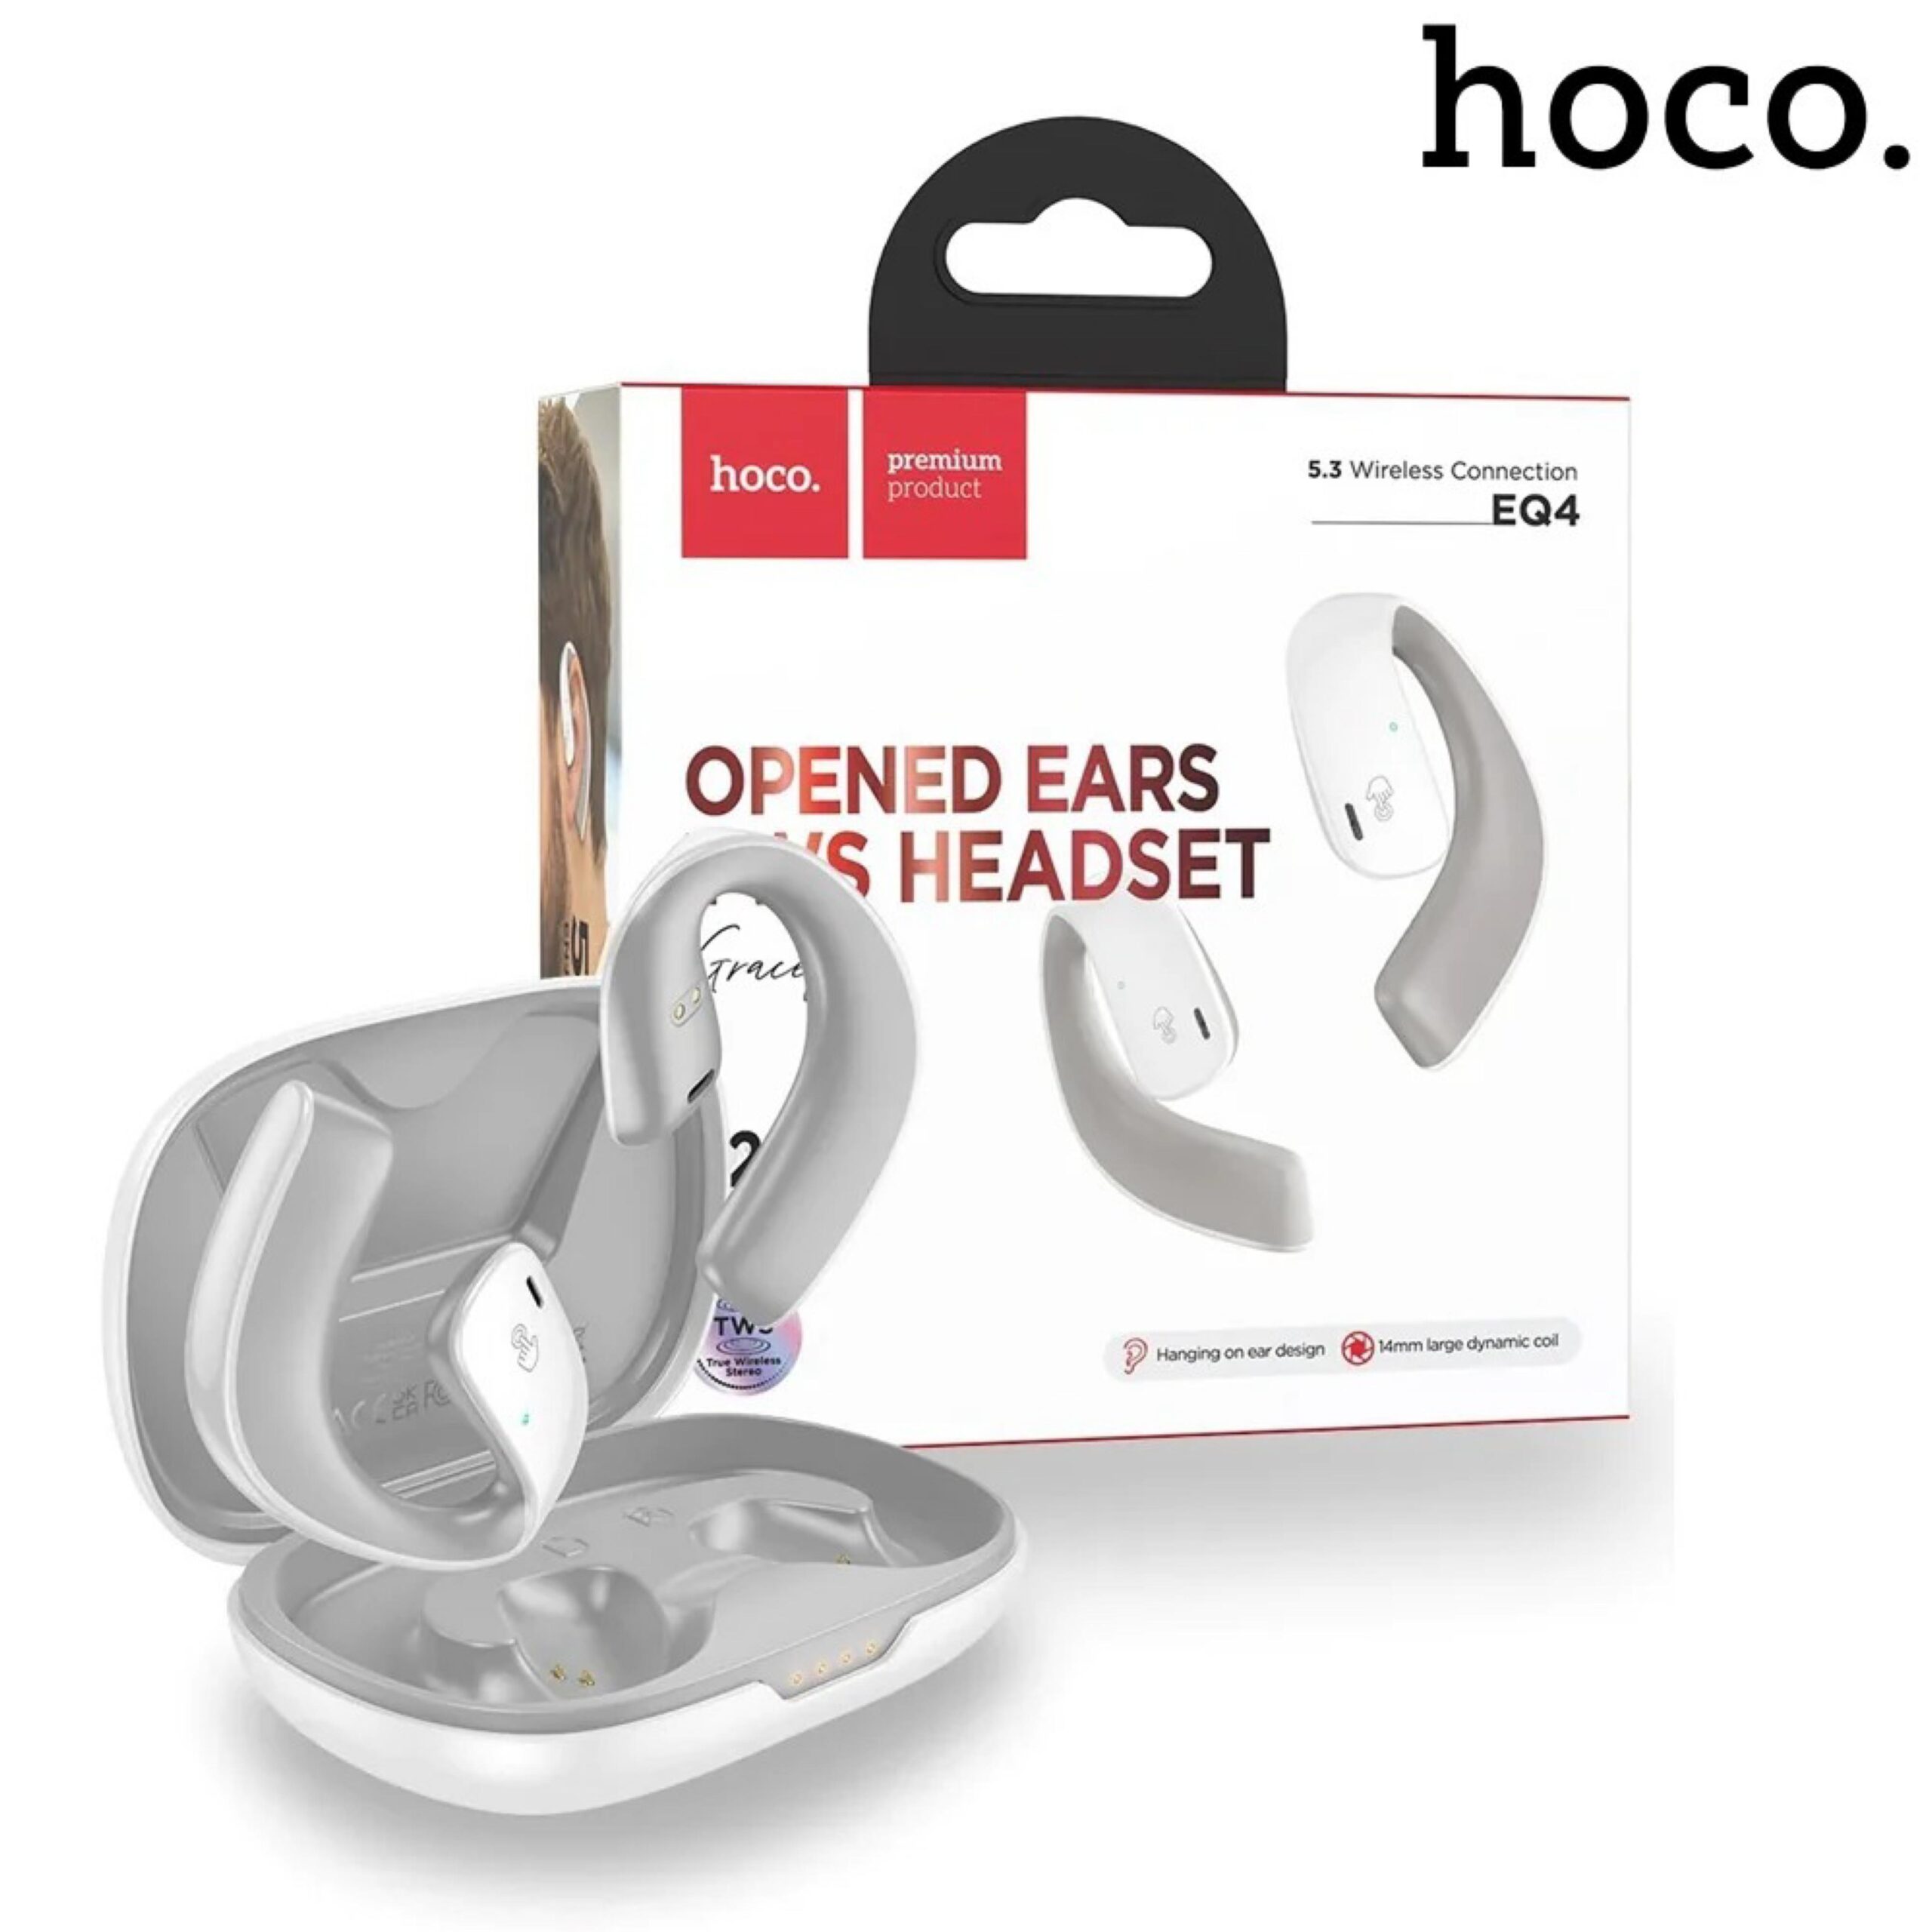 hoco.
hoco.
premium
product
5.3 Wireless Connection
EQ4
OPENED EARS
HEADSET
TWS
True Wireless
Stereo
Hanging on ear design
14mm large dynamic coil